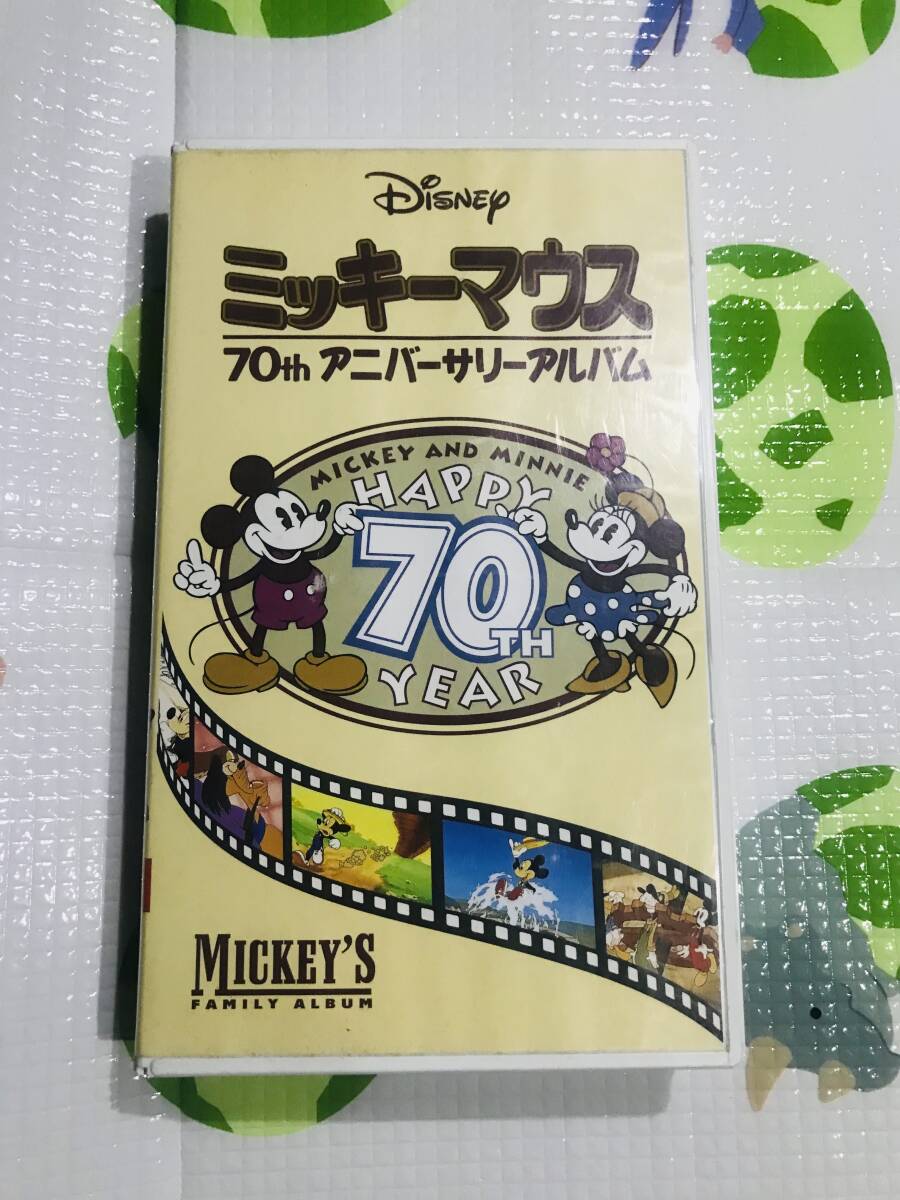 Disney
ミッキーマウス
70th アニバーサリーアルバム
MICKEY AND MINNIE
HAPPY
70TH
YEAR
MICKEY'S
FAMILY ALBUM